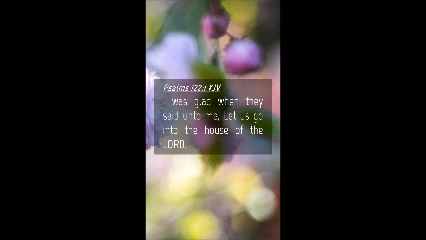 Psalms 122:1 KJV
I was glad when they
said unto me, Let us go
into the house of the
LORD.